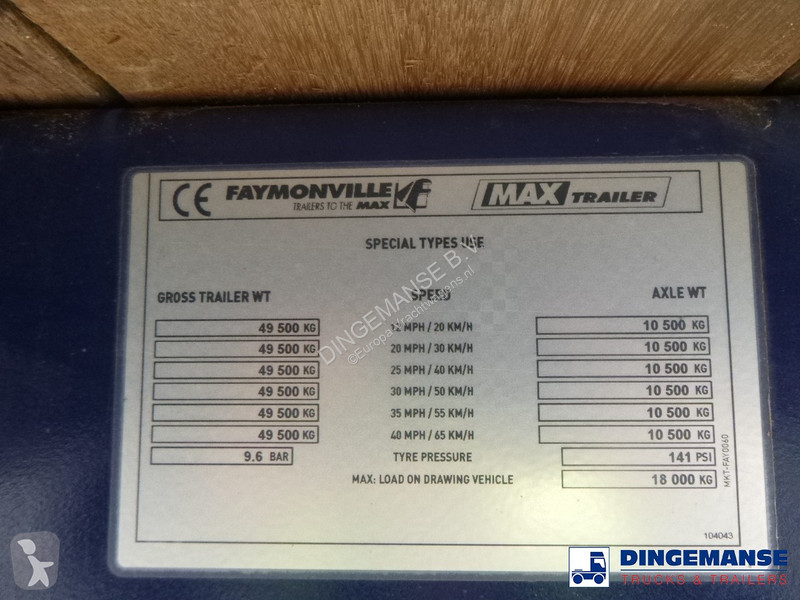 CE FAYMONVILLE MAX TRAILER
TRAILERS TO THE MAX
SPECIAL TYPES USE
GROSS TRAILER WT SPEED AXLE WT
49 500 KG 12 MPH / 20 KM/H 10 500 KG
49 500 KG 20 MPH / 30 KM/H 10 500 KG
49 500 KG 25 MPH / 40 KM/H 10 500 KG
49 500 KG 30 MPH / 50 KM/H 10 500 KG
49 500 KG 35 MPH / 55 KM/H 10 500 KG
49 500 KG 40 MPH / 65 KM/H 10 500 KG
9.6 BAR TYRE PRESSURE 141 PSI
MAX: LOAD ON DRAWING VEHICLE 18 000 KG
MKT-FAY0060
104043
DINGEMANSE B.V.
©Europa-Vrachtwagens.nl
DINGEMANSE
TRUCKS & TRAILERS